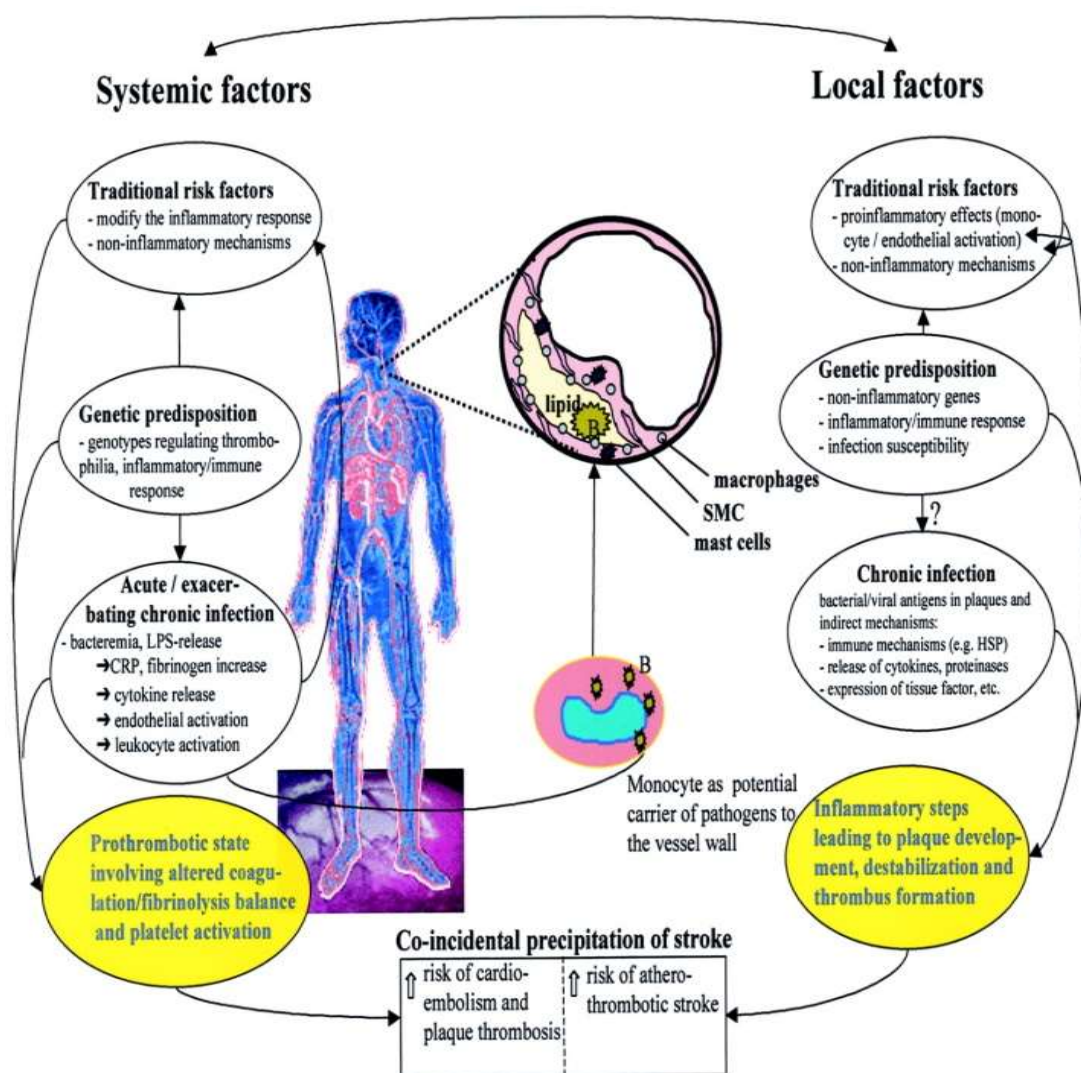 Systemic factors
Local factors
Traditional risk factors
- modify the inflammatory response
- non-inflammatory mechanisms
Genetic predisposition
- genotypes regulating thrombo-
philia, inflammatory/immune
response
Acute / exacer-
bating chronic infection
- bacteremia, LPS-release
➔CRP, fibrinogen increase
➔ cytokine release
➔ endothelial activation
➔ leukocyte activation
Prothrombotic state
involving altered coagu-
lation/fibrinolysis balance
and platelet activation
lipid
B
macrophages
SMC
mast cells
B
Monocyte as potential
carrier of pathogens to
the vessel wall
Traditional risk factors
- proinflammatory effects (mono-
cyte / endothelial activation)
- non-inflammatory mechanisms
Genetic predisposition
- non-inflammatory genes
- inflammatory/immune response
- infection susceptibility
?
Chronic infection
bacterial/viral antigens in plaques and
indirect mechanisms:
- immune mechanisms (e.g. HSP)
- release of cytokines, proteinases
- expression of tissue factor, etc.
Inflammatory steps
leading to plaque develop-
ment, destabilization and
thrombus formation
Co-incidental precipitation of stroke
⇧ risk of cardio-
embolism and
plaque thrombosis
⇧ risk of athero-
thrombotic stroke